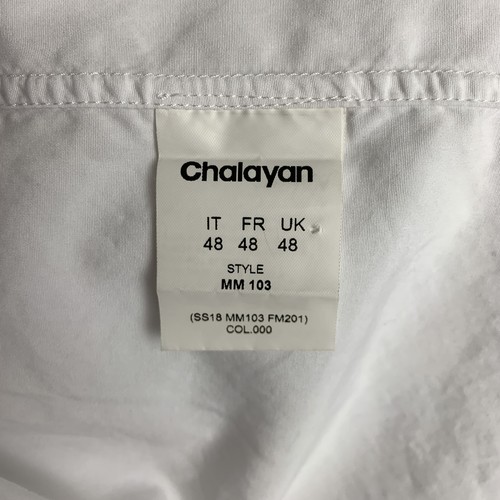 Chalayan
IT FR UK
48 48 48
STYLE
MM 103
(SS18 MM103 FM201)
COL.000